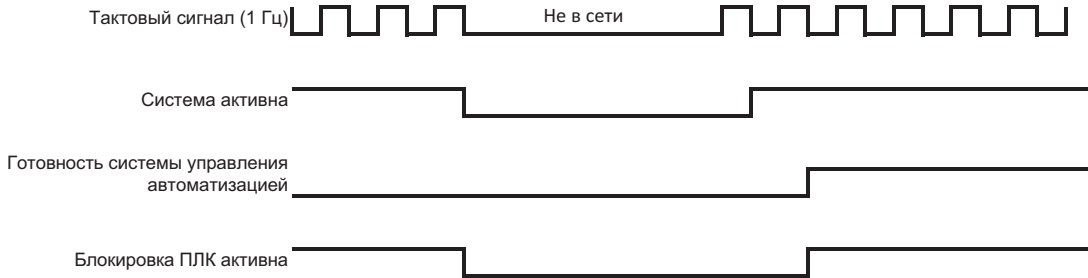 Тактовый сигнал (1 Гц)
Не в сети
Система активна
Готовность системы управления
автоматизацией
Блокировка ПЛК активна